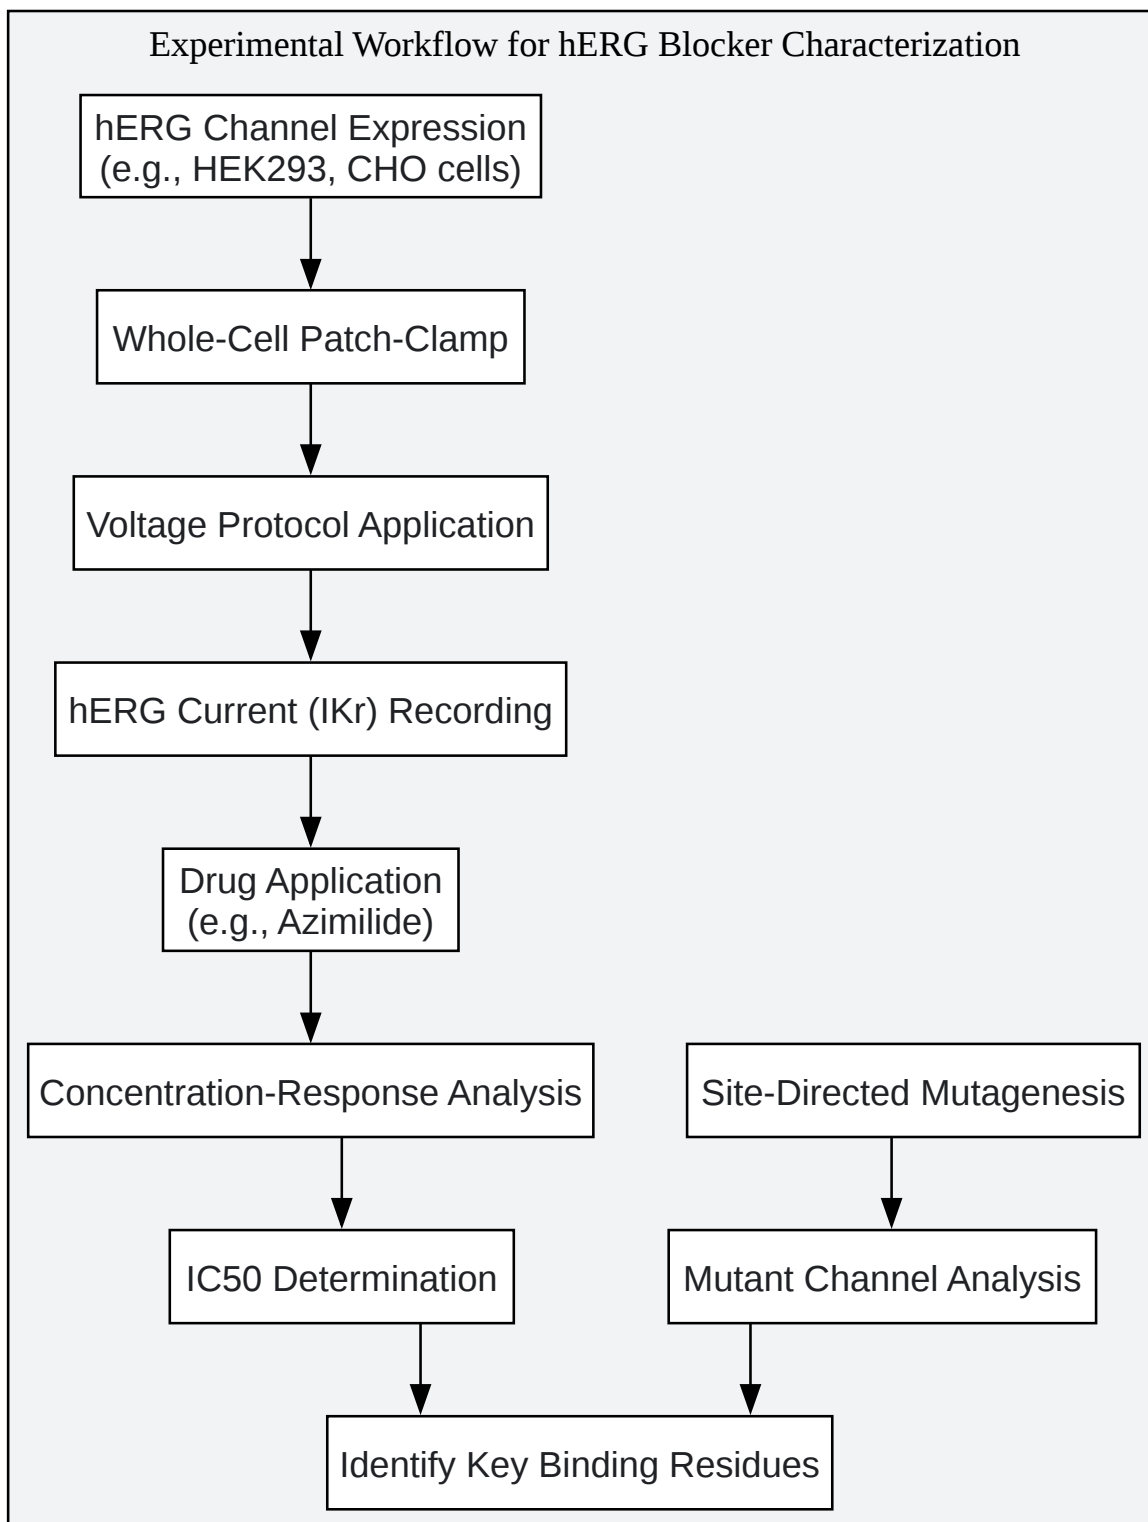 Experimental Workflow for hERG Blocker Characterization
hERG Channel Expression
(e.g., HEK293, CHO cells)
Whole-Cell Patch-Clamp
Voltage Protocol Application
hERG Current (IKr) Recording
Drug Application
(e.g., Azimilide)
Concentration-Response Analysis
Site-Directed Mutagenesis
IC50 Determination
Mutant Channel Analysis
Identify Key Binding Residues